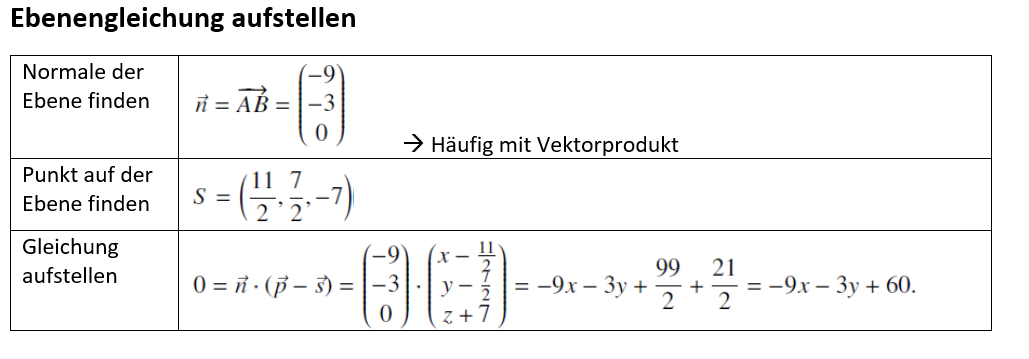 Ebenengleichung aufstellen
Normale der
Ebene finden
$\vec{n} = \overrightarrow{AB} = \begin{pmatrix} -9 \\ -3 \\ 0 \end{pmatrix}$
→ Häufig mit Vektorprodukt
Punkt auf der
Ebene finden
$S = \left(\frac{11}{2}, \frac{7}{2}, -7\right)$
Gleichung
aufstellen
$0 = \vec{n} \cdot (\vec{p} - \vec{s}) = \begin{pmatrix} -9 \\ -3 \\ 0 \end{pmatrix} \cdot \begin{pmatrix} x - \frac{11}{2} \\ y - \frac{7}{2} \\ z + 7 \end{pmatrix} = -9x - 3y + \frac{99}{2} + \frac{21}{2} = -9x - 3y + 60.$